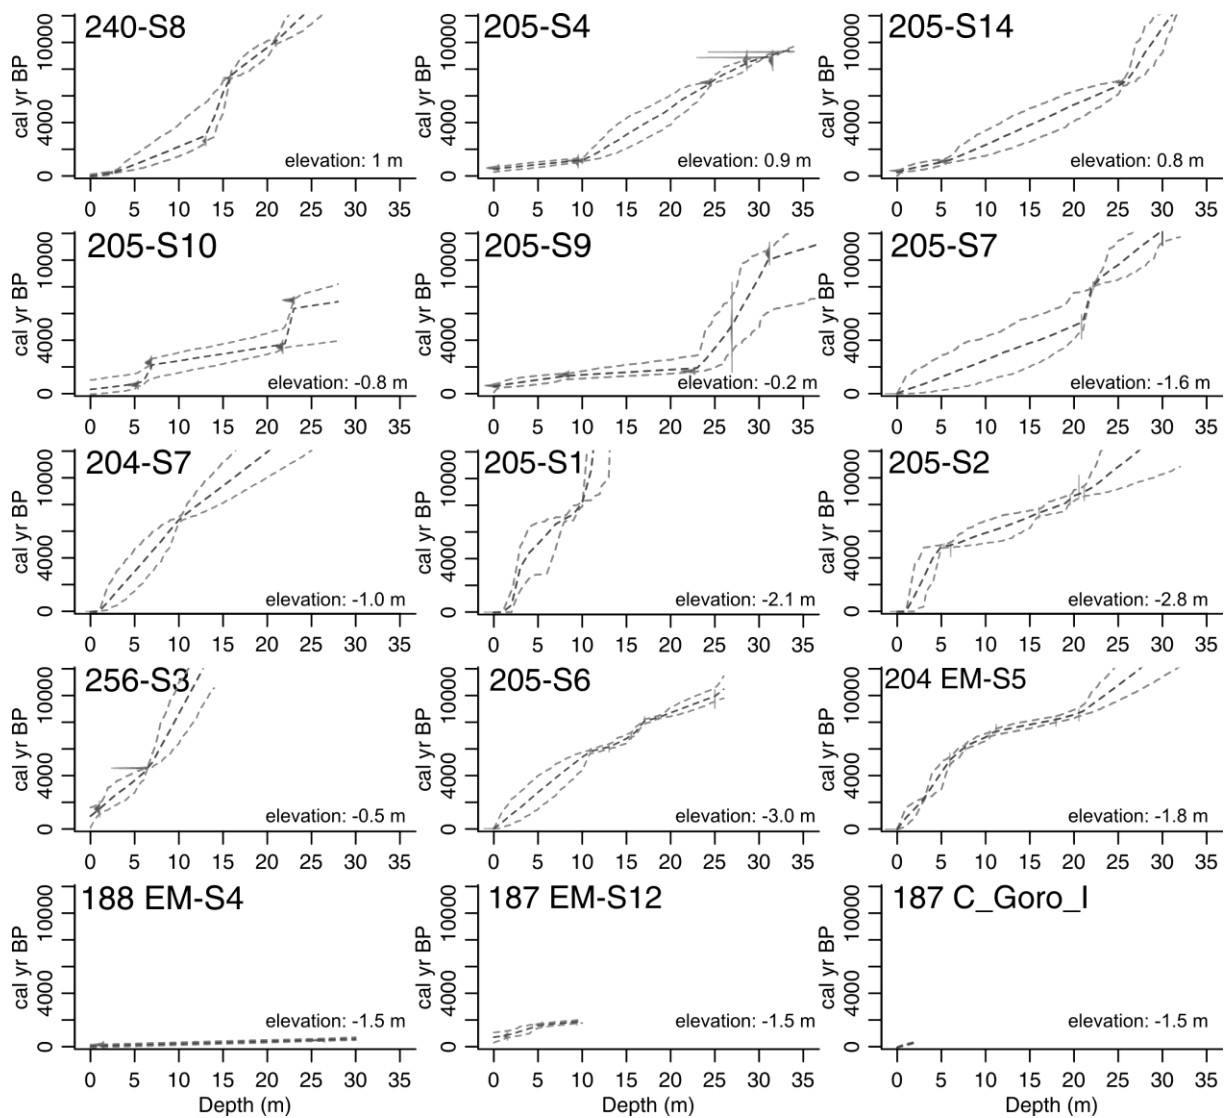 240-S8
cal yr BP
0 4000 10000
elevation: 1 m
0 5 10 15 20 25 30 35
205-S4
cal yr BP
0 4000 10000
elevation: 0.9 m
0 5 10 15 20 25 30 35
205-S14
cal yr BP
0 4000 10000
elevation: 0.8 m
0 5 10 15 20 25 30 35
205-S10
cal yr BP
0 4000 10000
elevation: -0.8 m
0 5 10 15 20 25 30 35
205-S9
cal yr BP
0 4000 10000
elevation: -0.2 m
0 5 10 15 20 25 30 35
205-S7
cal yr BP
0 4000 10000
elevation: -1.6 m
0 5 10 15 20 25 30 35
204-S7
cal yr BP
0 4000 10000
elevation: -1.0 m
0 5 10 15 20 25 30 35
205-S1
cal yr BP
0 4000 10000
elevation: -2.1 m
0 5 10 15 20 25 30 35
205-S2
cal yr BP
0 4000 10000
elevation: -2.8 m
0 5 10 15 20 25 30 35
256-S3
cal yr BP
0 4000 10000
elevation: -0.5 m
0 5 10 15 20 25 30 35
205-S6
cal yr BP
0 4000 10000
elevation: -3.0 m
0 5 10 15 20 25 30 35
204 EM-S5
cal yr BP
0 4000 10000
elevation: -1.8 m
0 5 10 15 20 25 30 35
188 EM-S4
cal yr BP
0 4000 10000
elevation: -1.5 m
0 5 10 15 20 25 30 35
Depth (m)
187 EM-S12
cal yr BP
0 4000 10000
elevation: -1.5 m
0 5 10 15 20 25 30 35
Depth (m)
187 C_Goro_I
cal yr BP
0 4000 10000
elevation: -1.5 m
0 5 10 15 20 25 30 35
Depth (m)